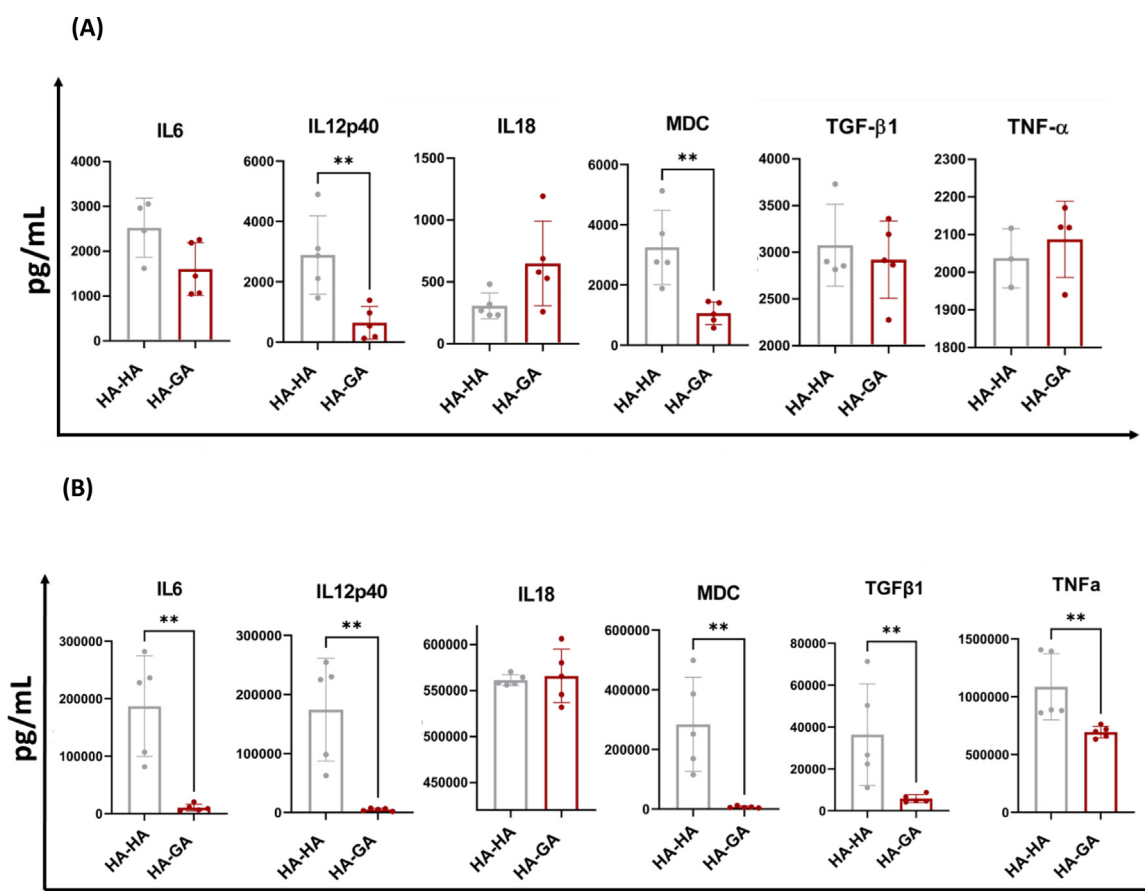 (A)
pg/mL
IL6
4000
3000
2000
1000
0
HA-HA
HA-GA
IL12p40
**
6000
4000
2000
0
HA-HA
HA-GA
IL18
1500
1000
500
0
HA-HA
HA-GA
MDC
**
6000
4000
2000
0
HA-HA
HA-GA
TGF-β1
4000
3500
3000
2500
2000
HA-HA
HA-GA
TNF-α
2300
2200
2100
2000
1900
1800
HA-HA
HA-GA
(B)
pg/mL
IL6
**
300000
200000
100000
0
HA-HA
HA-GA
IL12p40
**
300000
200000
100000
0
HA-HA
HA-GA
IL18
600000
550000
500000
450000
HA-HA
HA-GA
MDC
**
600000
400000
200000
0
HA-HA
HA-GA
TGFβ1
**
80000
60000
40000
20000
0
HA-HA
HA-GA
TNFa
**
1500000
1000000
500000
0
HA-HA
HA-GA